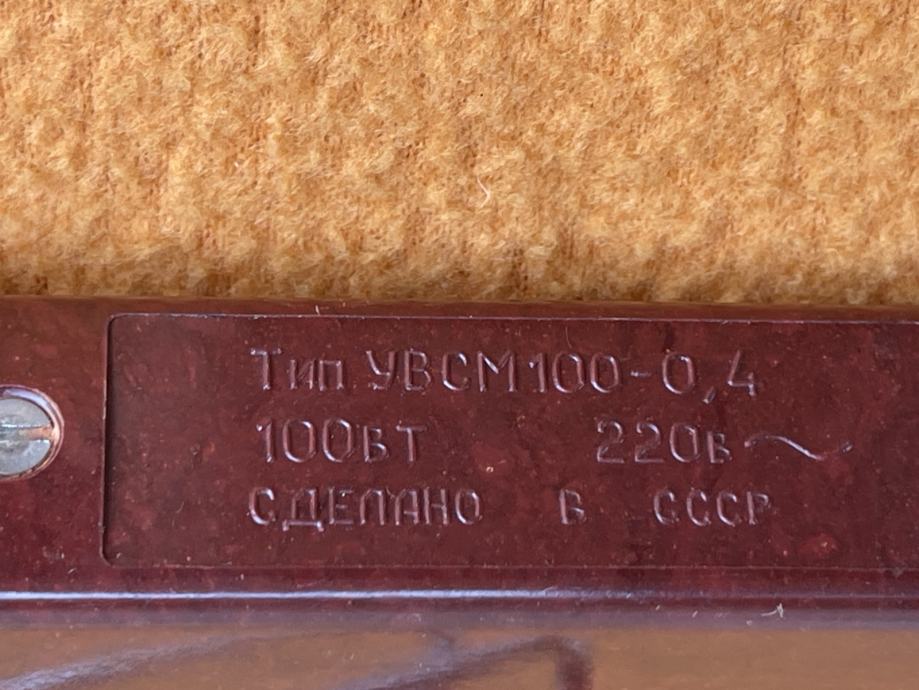 Тип УВСМ100-0,4
100вт 220в~
СДЕЛАНО В СССР